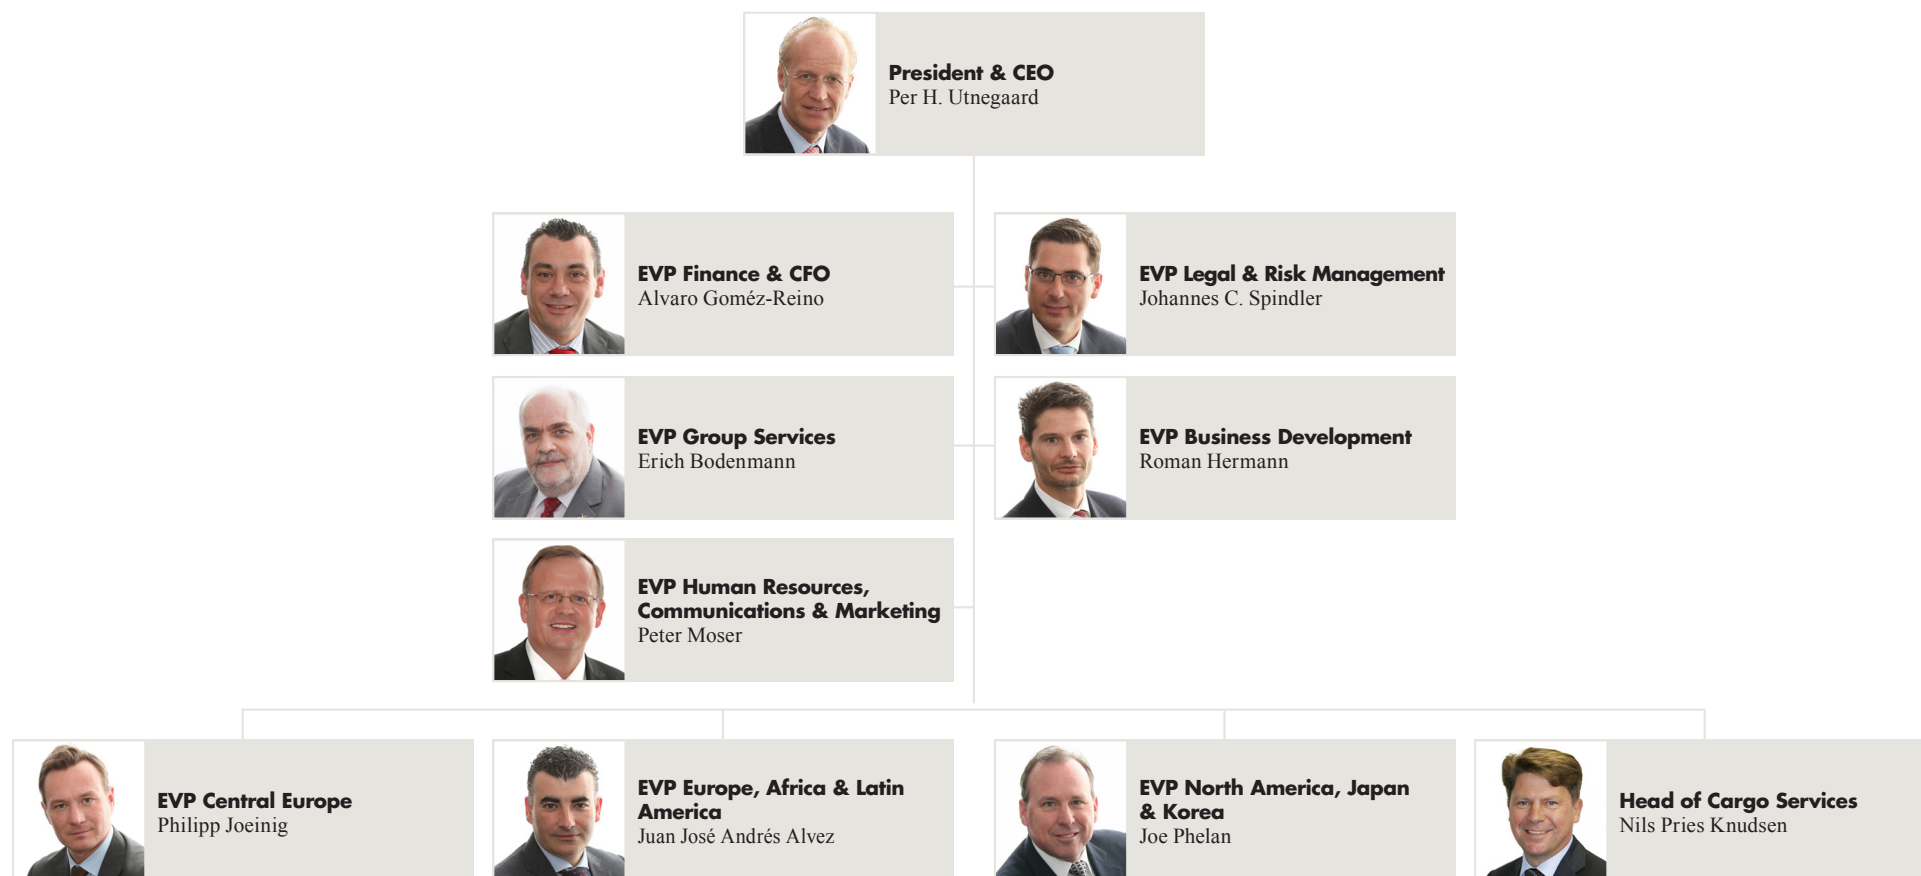 President & CEO
Per H. Utnegaard
EVP Finance & CFO
Alvaro Goméz-Reino
EVP Legal & Risk Management
Johannes C. Spindler
EVP Group Services
Erich Bodenmann
EVP Business Development
Roman Hermann
EVP Human Resources,
Communications & Marketing
Peter Moser
EVP Central Europe
Philipp Joeinig
EVP Europe, Africa & Latin
America
Juan José Andrés Alvez
EVP North America, Japan
& Korea
Joe Phelan
Head of Cargo Services
Nils Pries Knudsen